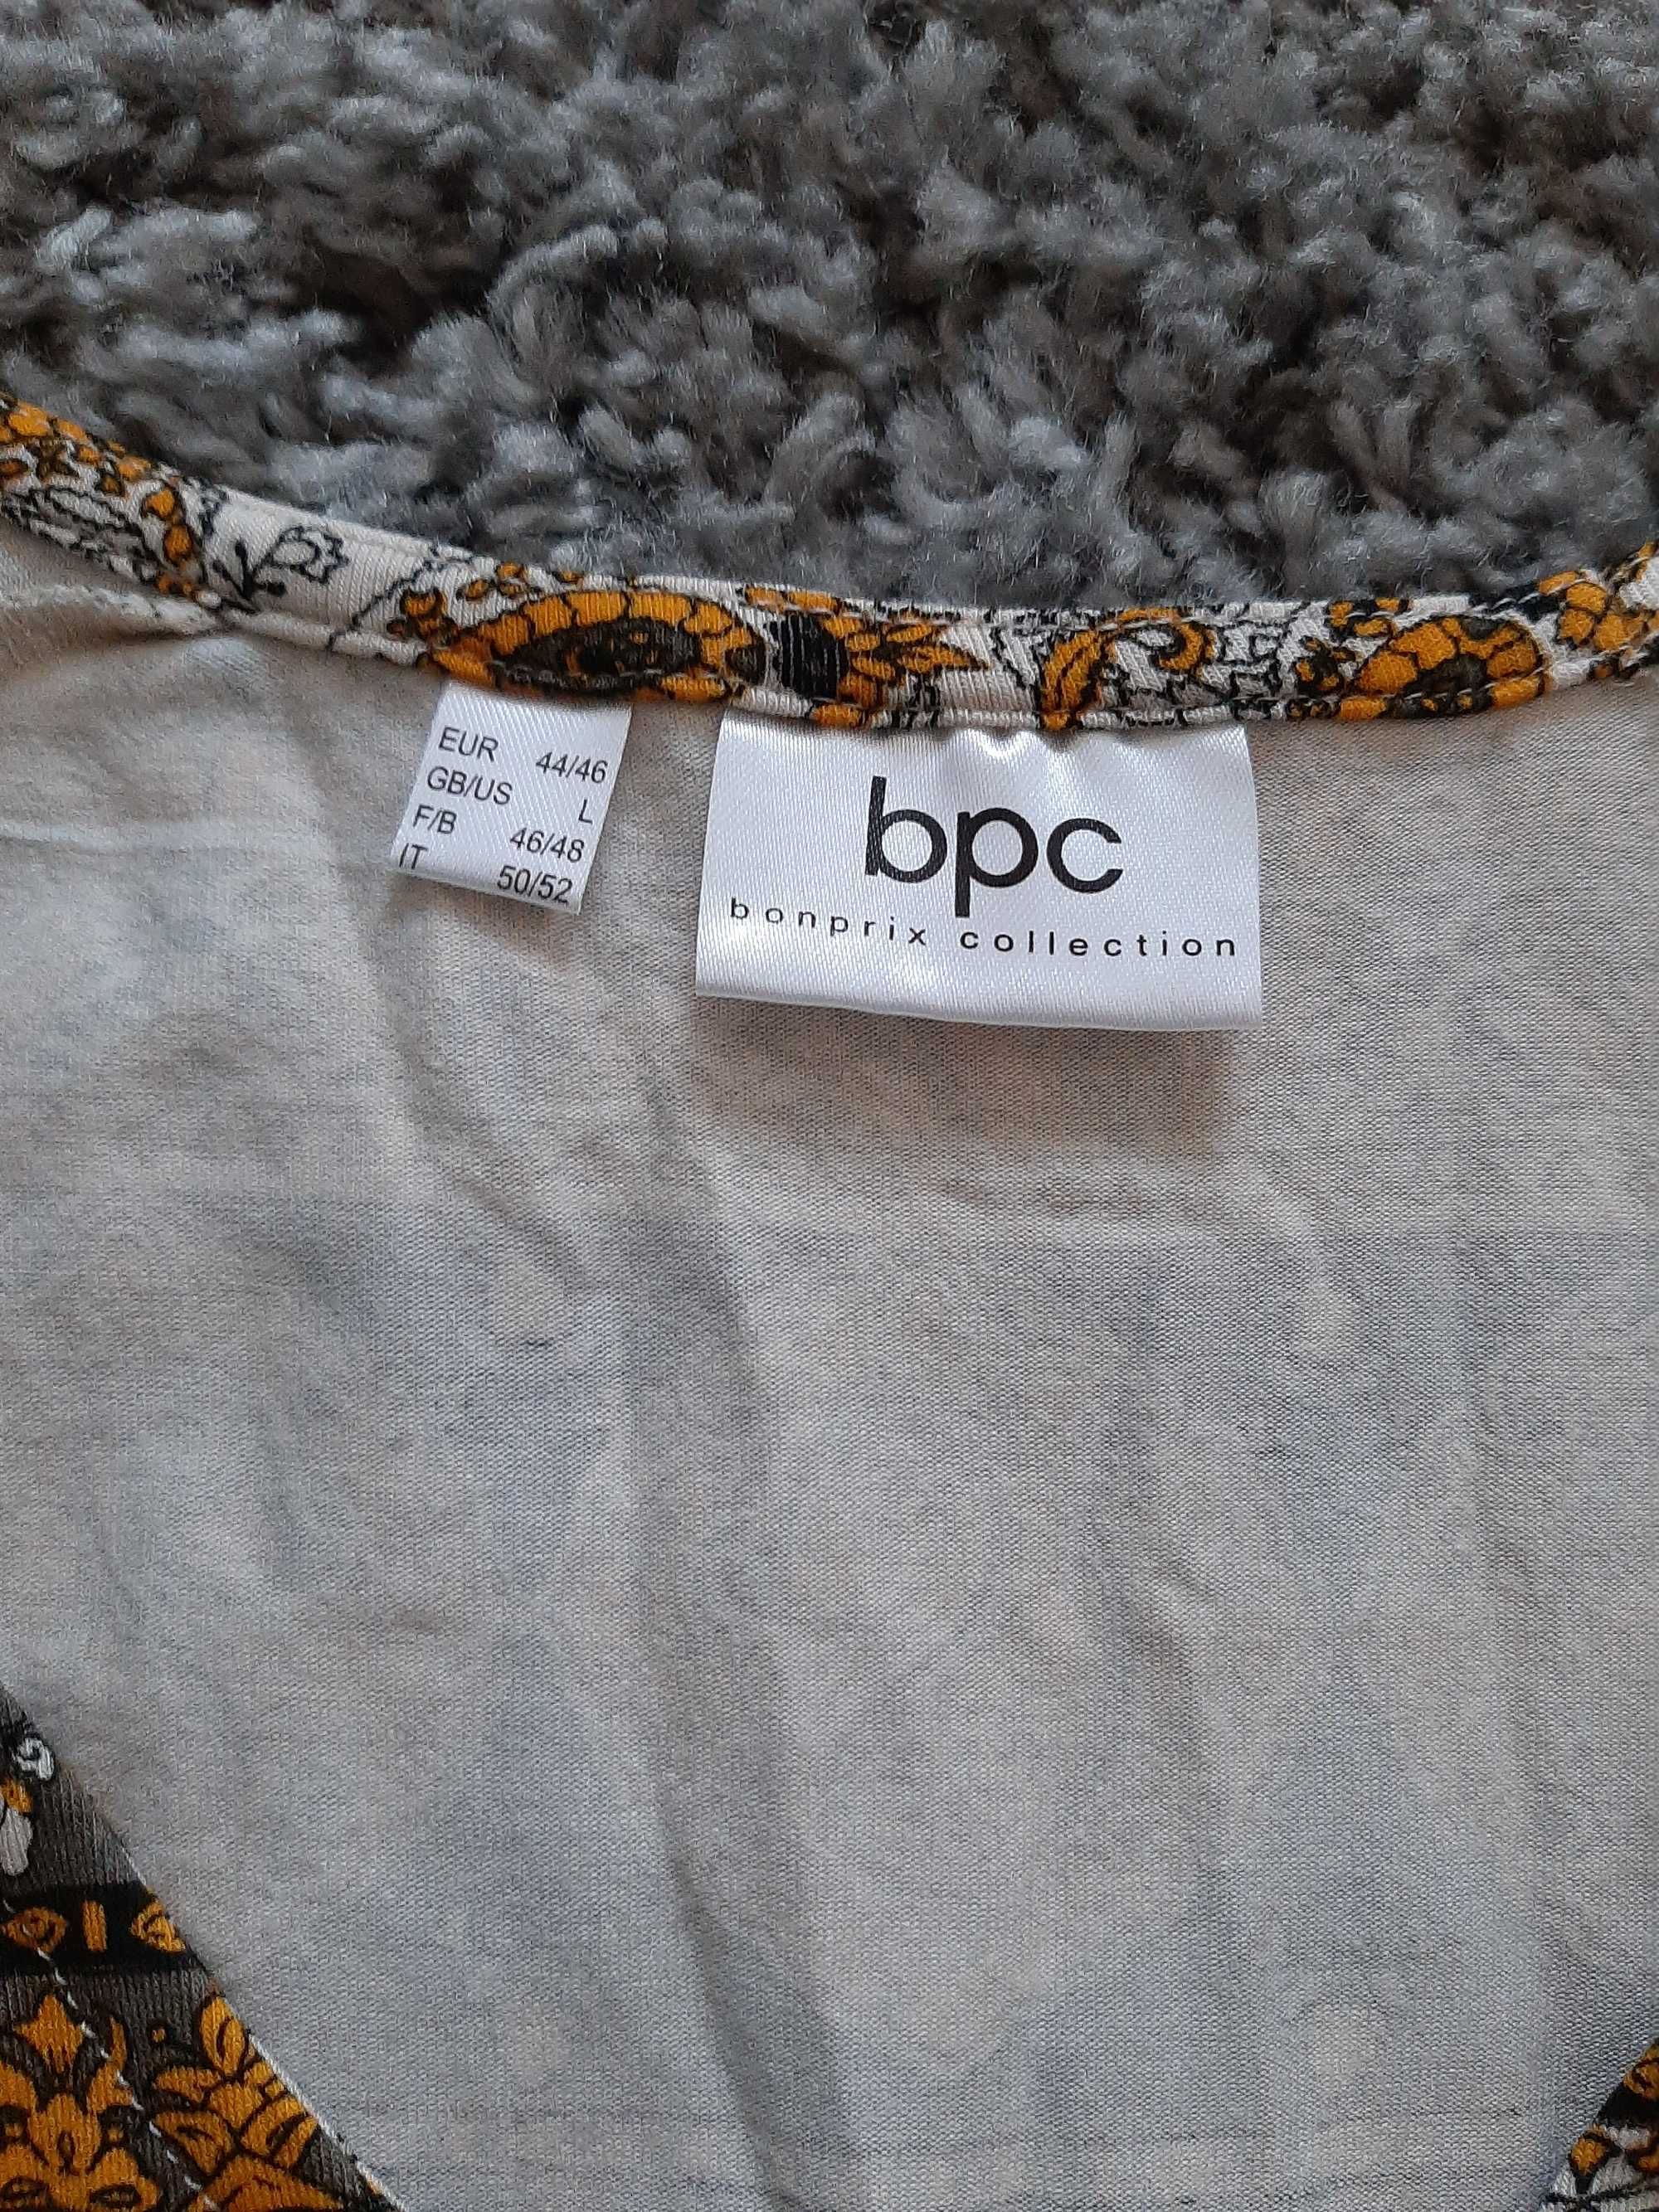 EUR 44/46
GB/US L
F/B 46/48
IT 50/52
bpc
bonprix collection